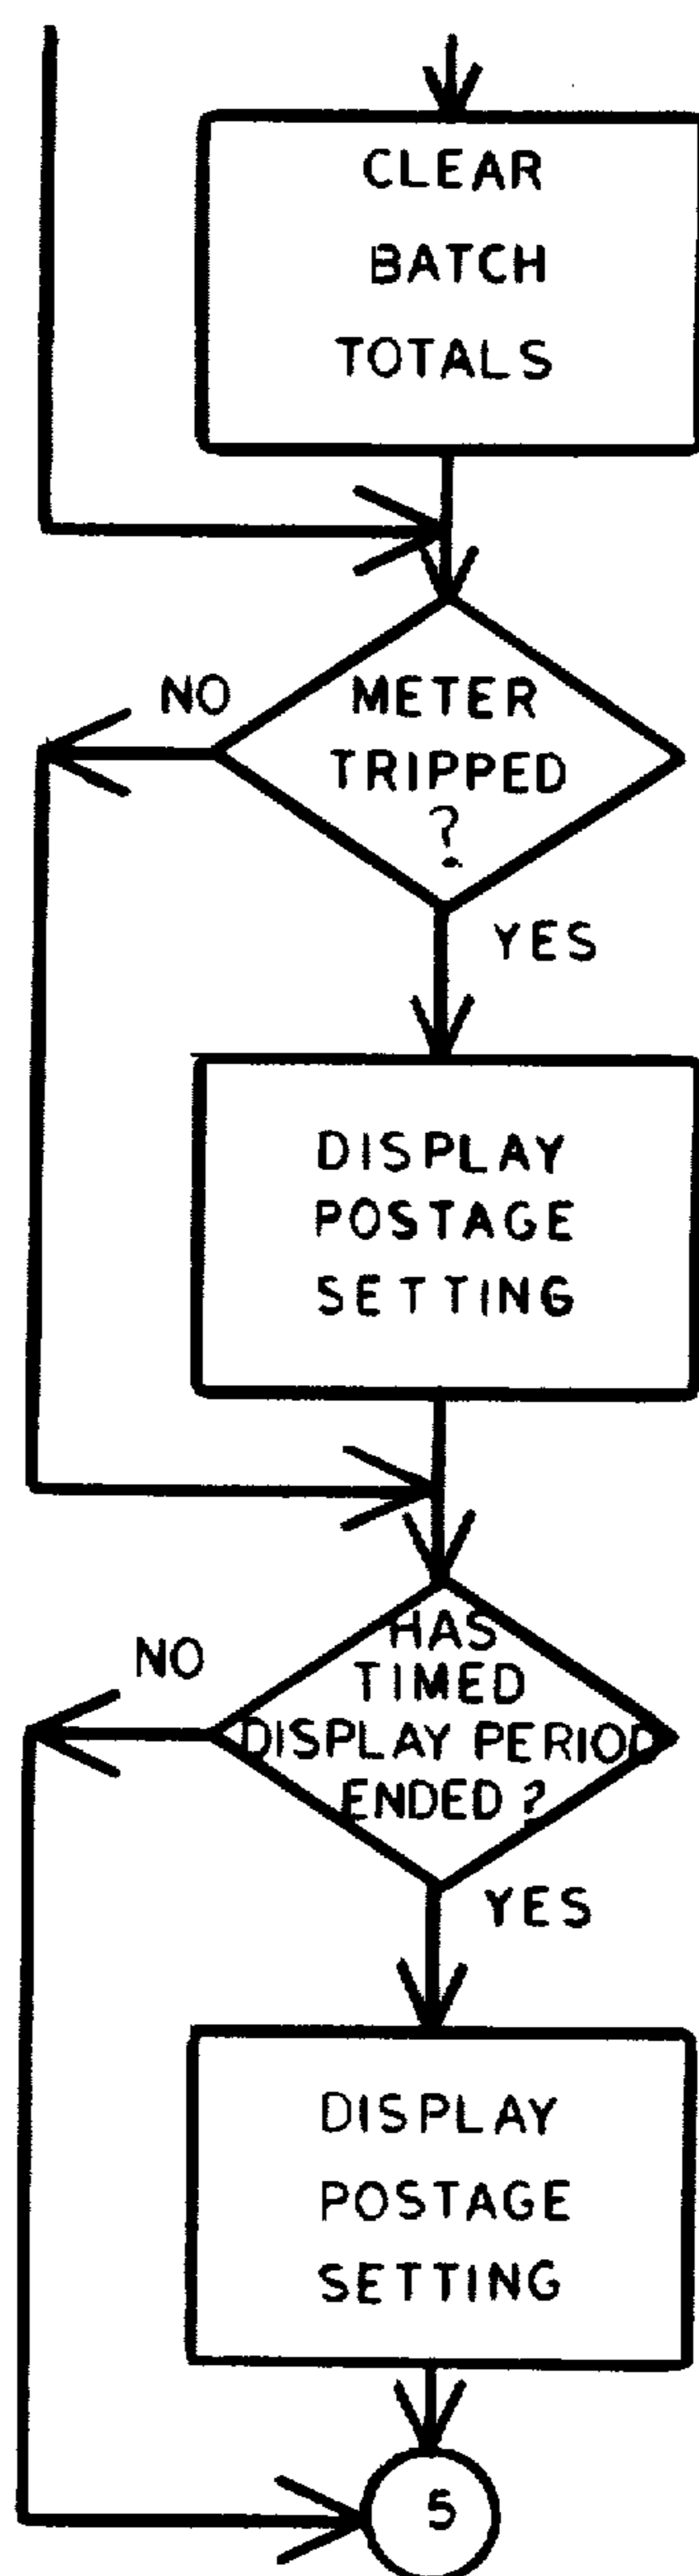 CLEAR
BATCH
TOTALS
NO
METER
TRIPPED
?
YES
DISPLAY
POSTAGE
SETTING
NO
HAS
TIMED
DISPLAY PERIOD
ENDED ?
YES
DISPLAY
POSTAGE
SETTING
5